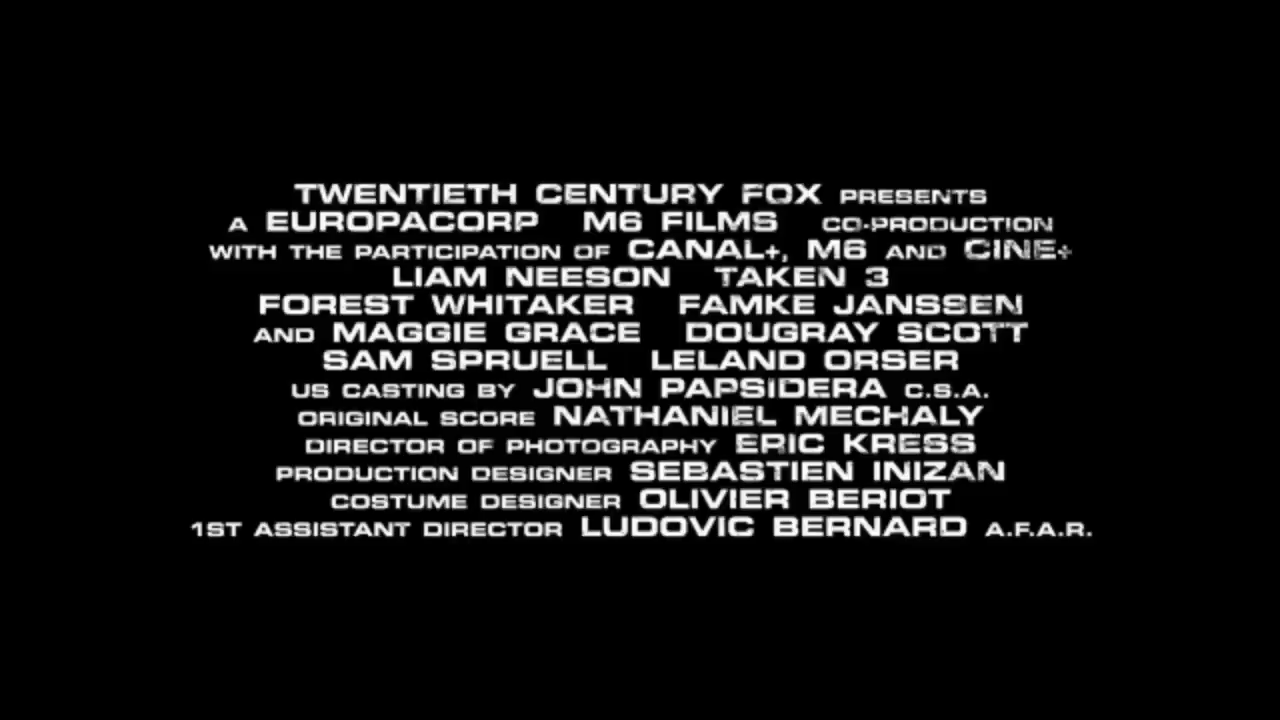 TWENTIETH CENTURY FOX PRESENTS
A EUROPACORP M6 FILMS CO-PRODUCTION
WITH THE PARTICIPATION OF CANAL+, M6 AND CINE+
LIAM NEESON TAKEN 3
FOREST WHITAKER FAMKE JANSSEN
AND MAGGIE GRACE DOUGRAY SCOTT
SAM SPRUELL LELAND ORSER
US CASTING BY JOHN PAPSIDERA C.S.A.
ORIGINAL SCORE NATHANIEL MECHALY
DIRECTOR OF PHOTOGRAPHY ERIC KRESS
PRODUCTION DESIGNER SEBASTIEN INIZAN
COSTUME DESIGNER OLIVIER BERIOT
1ST ASSISTANT DIRECTOR LUDOVIC BERNARD A.F.A.R.